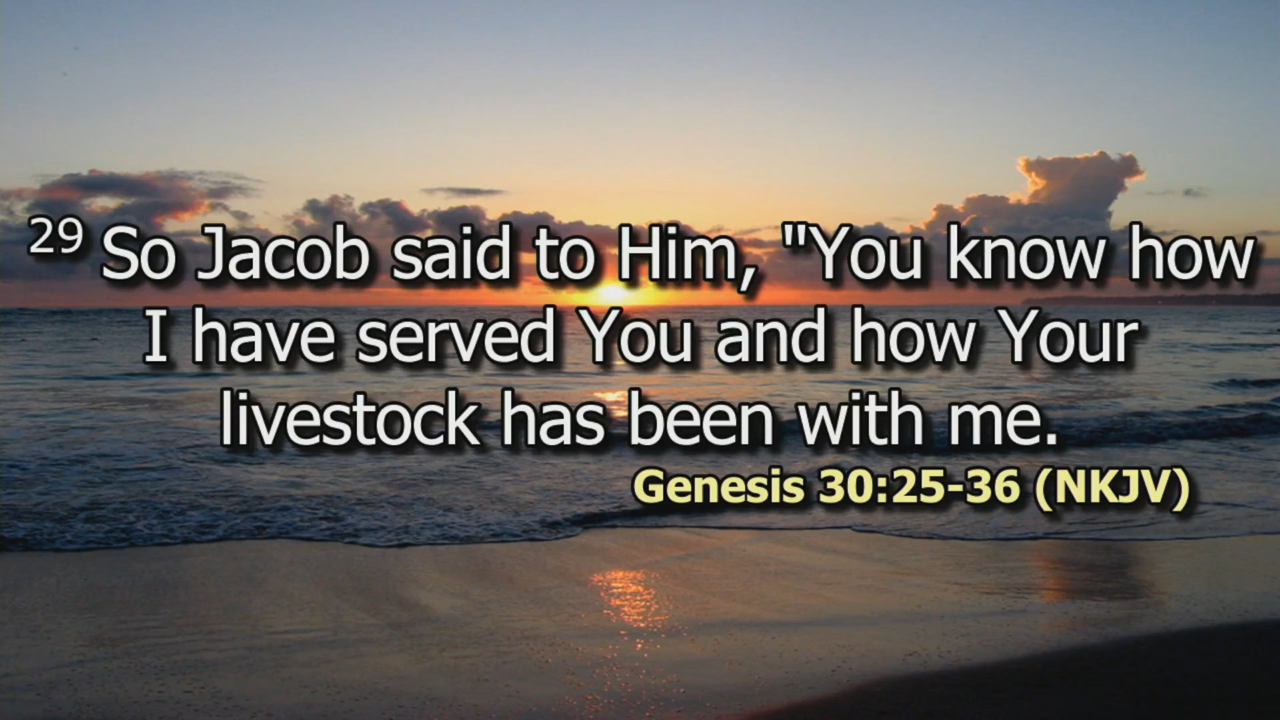 29 So Jacob said to Him, "You know how
I have served You and how Your
livestock has been with me.
Genesis 30:25-36 (NKJV)